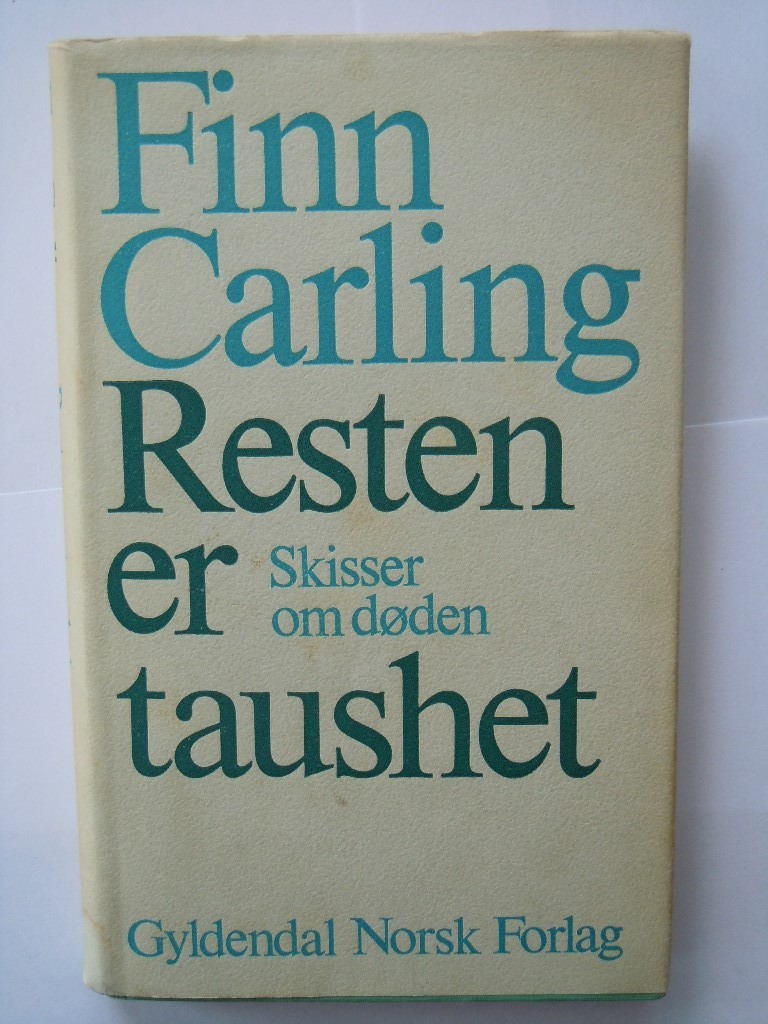 Finn
Carling
Resten
er
Skisser
om døden
taushet
Gyldendal Norsk Forlag